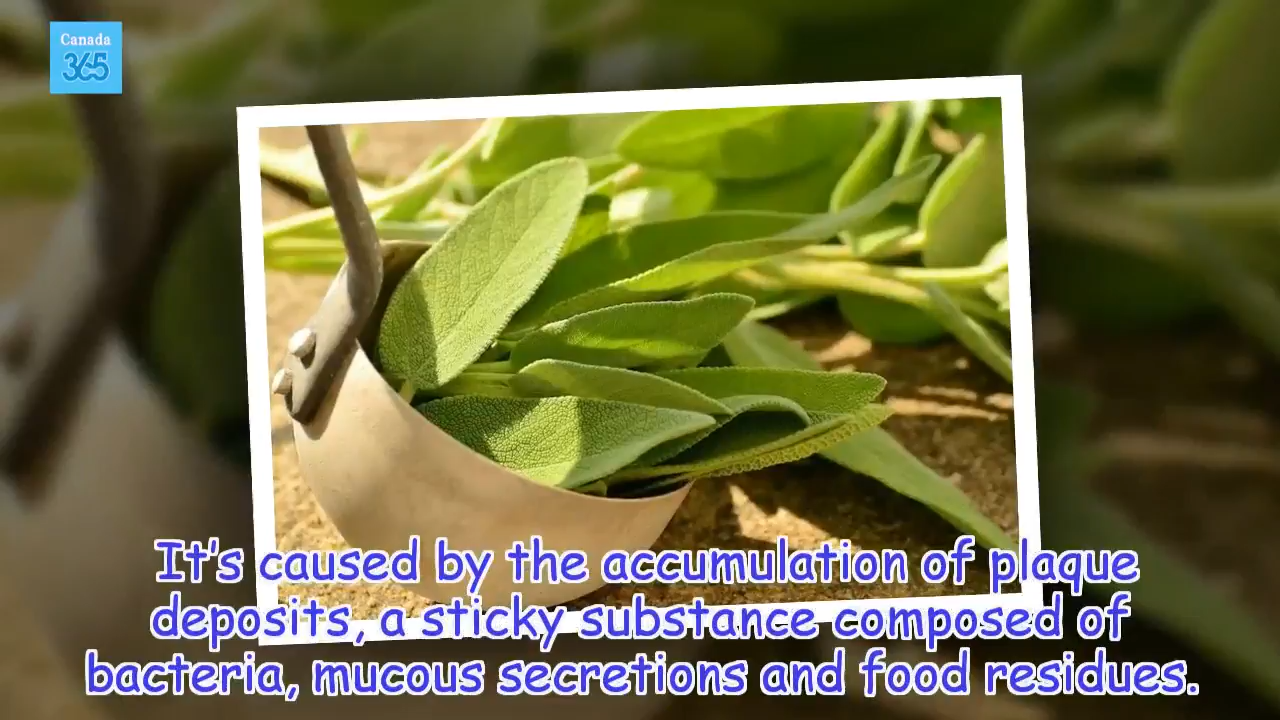 Canada
365
It's caused by the accumulation of plaque
deposits, a sticky substance composed of
bacteria, mucous secretions and food residues.